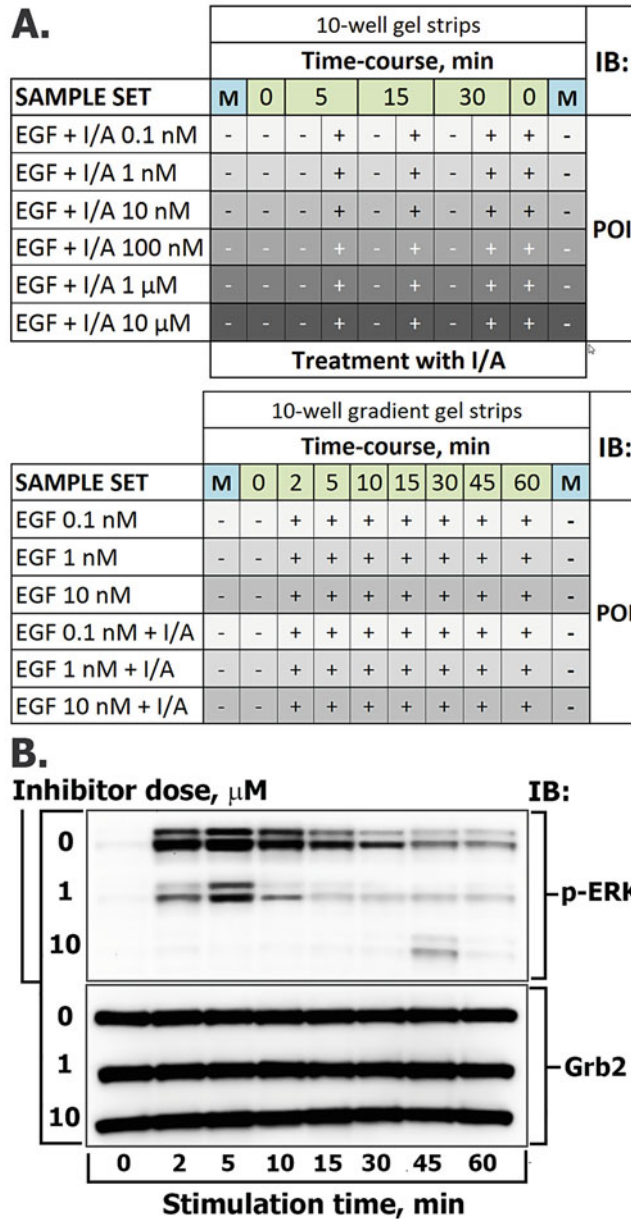 A.
10-well gel strips
Time-course, min
IB:
SAMPLE SET M 0 5 15 30 0 M
EGF + I/A 0.1 nM - - - + - + - + + -
EGF + I/A 1 nM - - - + - + - + + -
EGF + I/A 10 nM - - - + - + - + + -
POI
EGF + I/A 100 nM - - - + - + - + + -
EGF + I/A 1 µM - - - + - + - + + -
EGF + I/A 10 µM - - - + - + - + + -
Treatment with I/A
10-well gradient gel strips
Time-course, min
IB:
SAMPLE SET M 0 2 5 10 15 30 45 60 M
EGF 0.1 nM - - + + + + + + + -
EGF 1 nM - - + + + + + + + -
EGF 10 nM - - + + + + + + + -
POI
EGF 0.1 nM + I/A - - + + + + + + + -
EGF 1 nM + I/A - - + + + + + + + -
EGF 10 nM + I/A - - + + + + + + + -
B.
Inhibitor dose, µM IB:
0
1 p-ERK
10
0
1 Grb2
10
0 2 5 10 15 30 45 60
Stimulation time, min